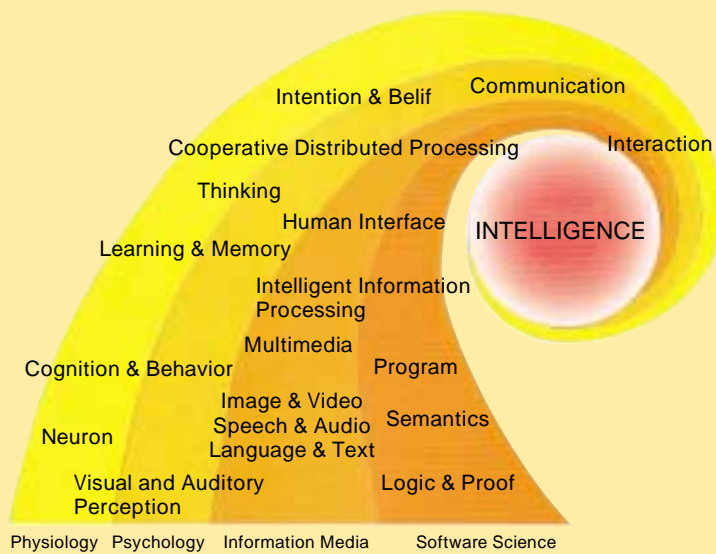 Communication
Intention & Belif
Interaction
Cooperative Distributed Processing
Thinking
Human Interface
INTELLIGENCE
Learning & Memory
Intelligent Information
Processing
Multimedia
Cognition & Behavior
Program
Image & Video
Speech & Audio
Language & Text
Semantics
Neuron
Visual and Auditory
Perception
Logic & Proof
Physiology Psychology Information Media Software Science